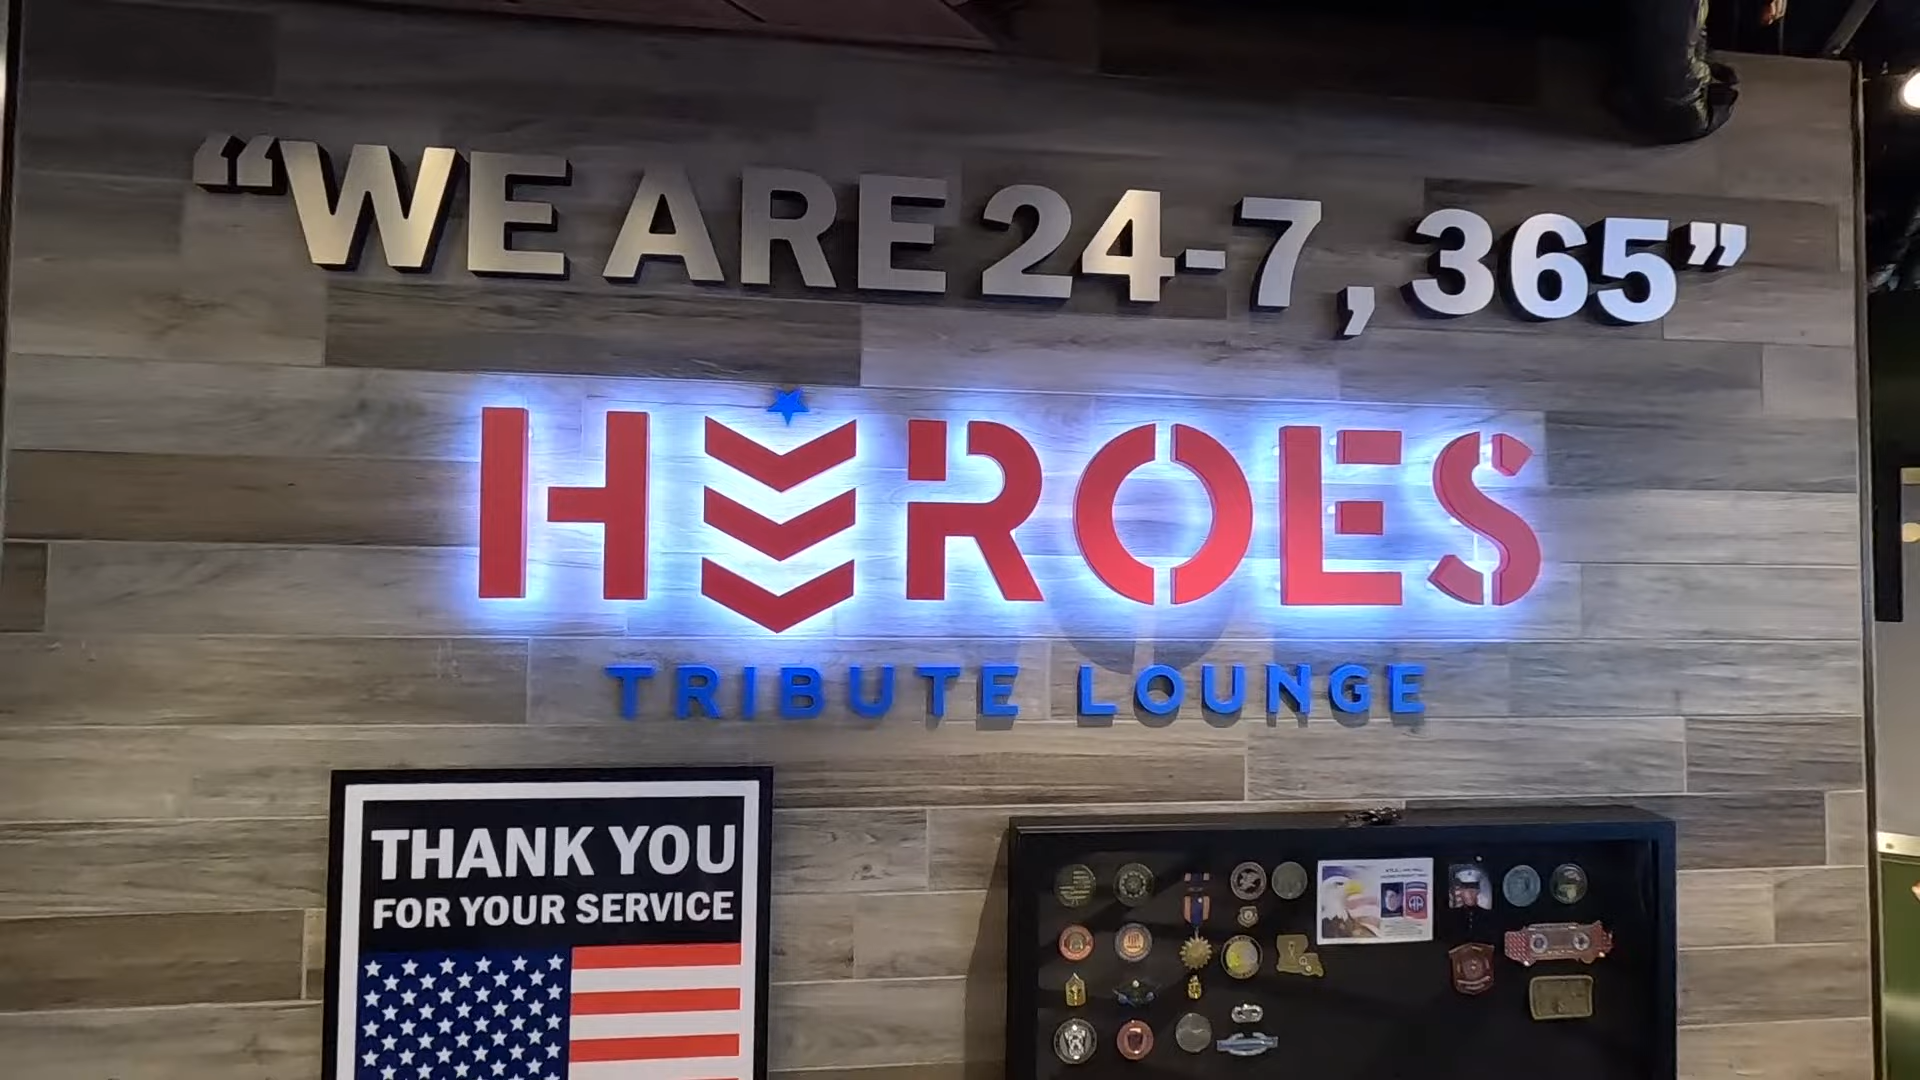 “WE ARE 24-7, 365”
HEROES
TRIBUTE LOUNGE
THANK YOU
FOR YOUR SERVICE